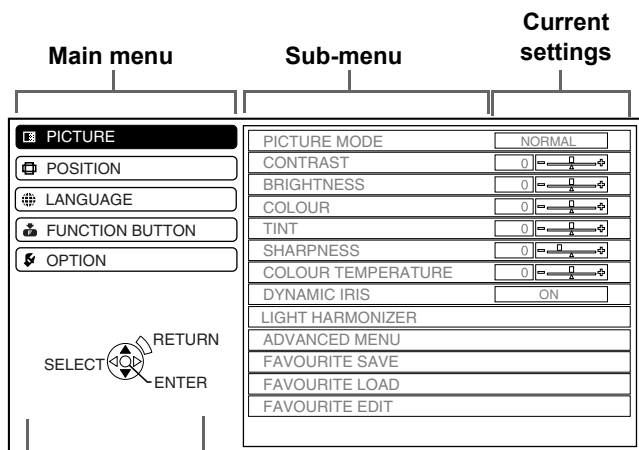 Main menu
Sub-menu
Current
settings
PICTURE
POSITION
LANGUAGE
FUNCTION BUTTON
OPTION
SELECT
RETURN
ENTER
PICTURE MODE NORMAL
CONTRAST 0
BRIGHTNESS 0
COLOUR 0
TINT 0
SHARPNESS 0
COLOUR TEMPERATURE 0
DYNAMIC IRIS ON
LIGHT HARMONIZER
ADVANCED MENU
FAVOURITE SAVE
FAVOURITE LOAD
FAVOURITE EDIT